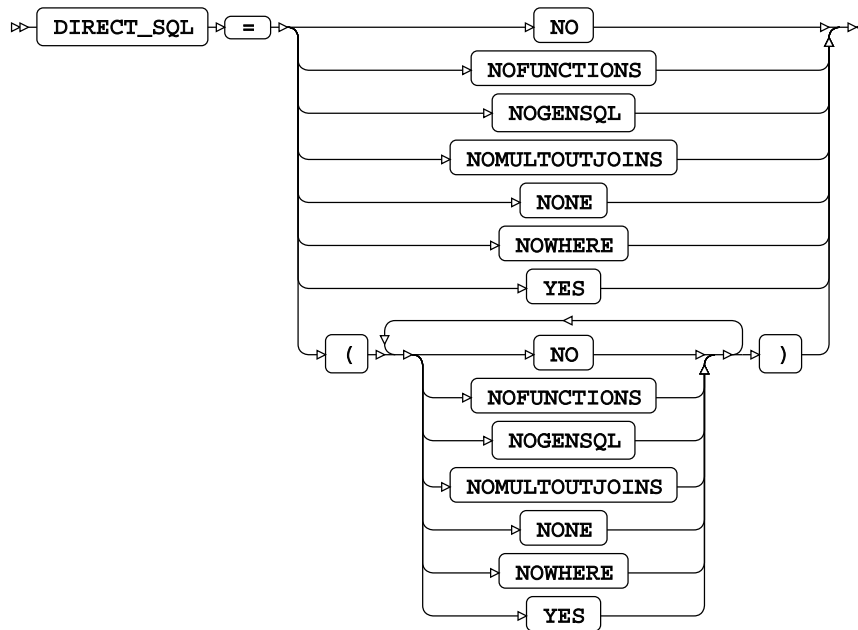 DIRECT_SQL = NO
NOFUNCTIONS
NOGENSQL
NOMULTOUTJOINS
NONE
NOWHERE
YES
( NO )
NOFUNCTIONS
NOGENSQL
NOMULTOUTJOINS
NONE
NOWHERE
YES